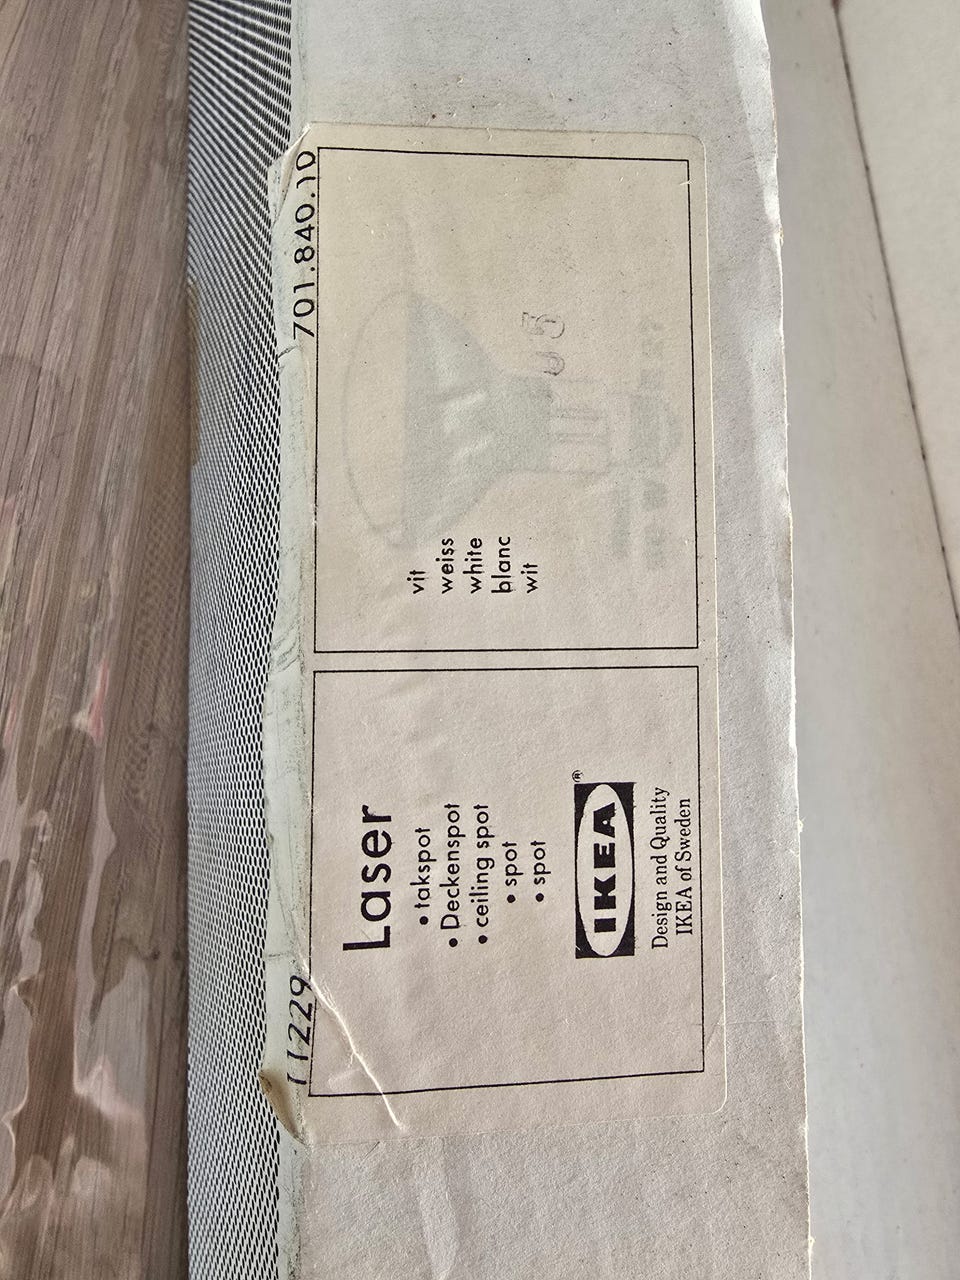 11229
701.840.10
Laser
• takspot
• Deckenspot
• ceiling spot
• spot
• spot
IKEA®
Design and Quality
IKEA of Sweden
vit
weiss
white
blanc
wit